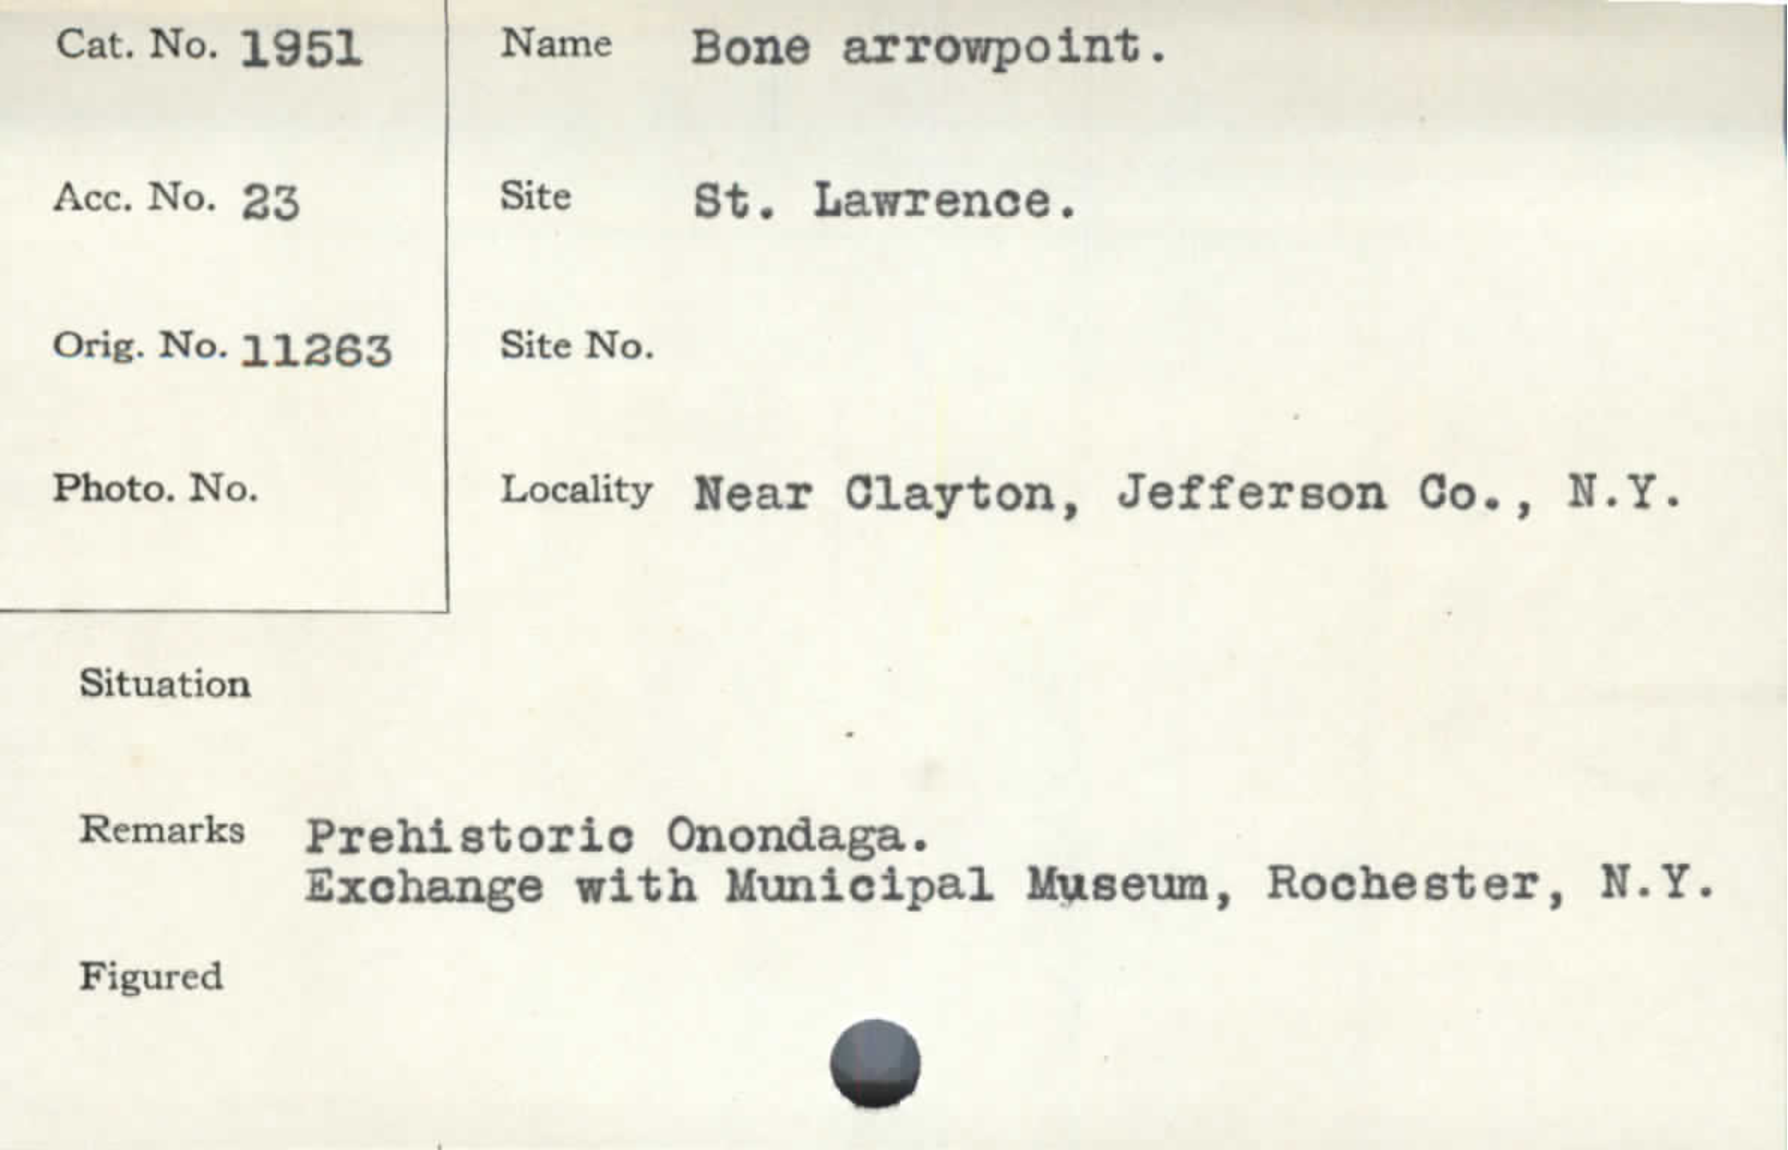 Cat. No. 1951
Name Bone arrowpoint.
Acc. No. 23
Site St. Lawrence.
Orig. No. 11263
Site No.
Photo. No.
Locality Near Clayton, Jefferson Co., N.Y.
Situation
Remarks Prehistoric Onondaga.
Exchange with Municipal Museum, Rochester, N.Y.
Figured